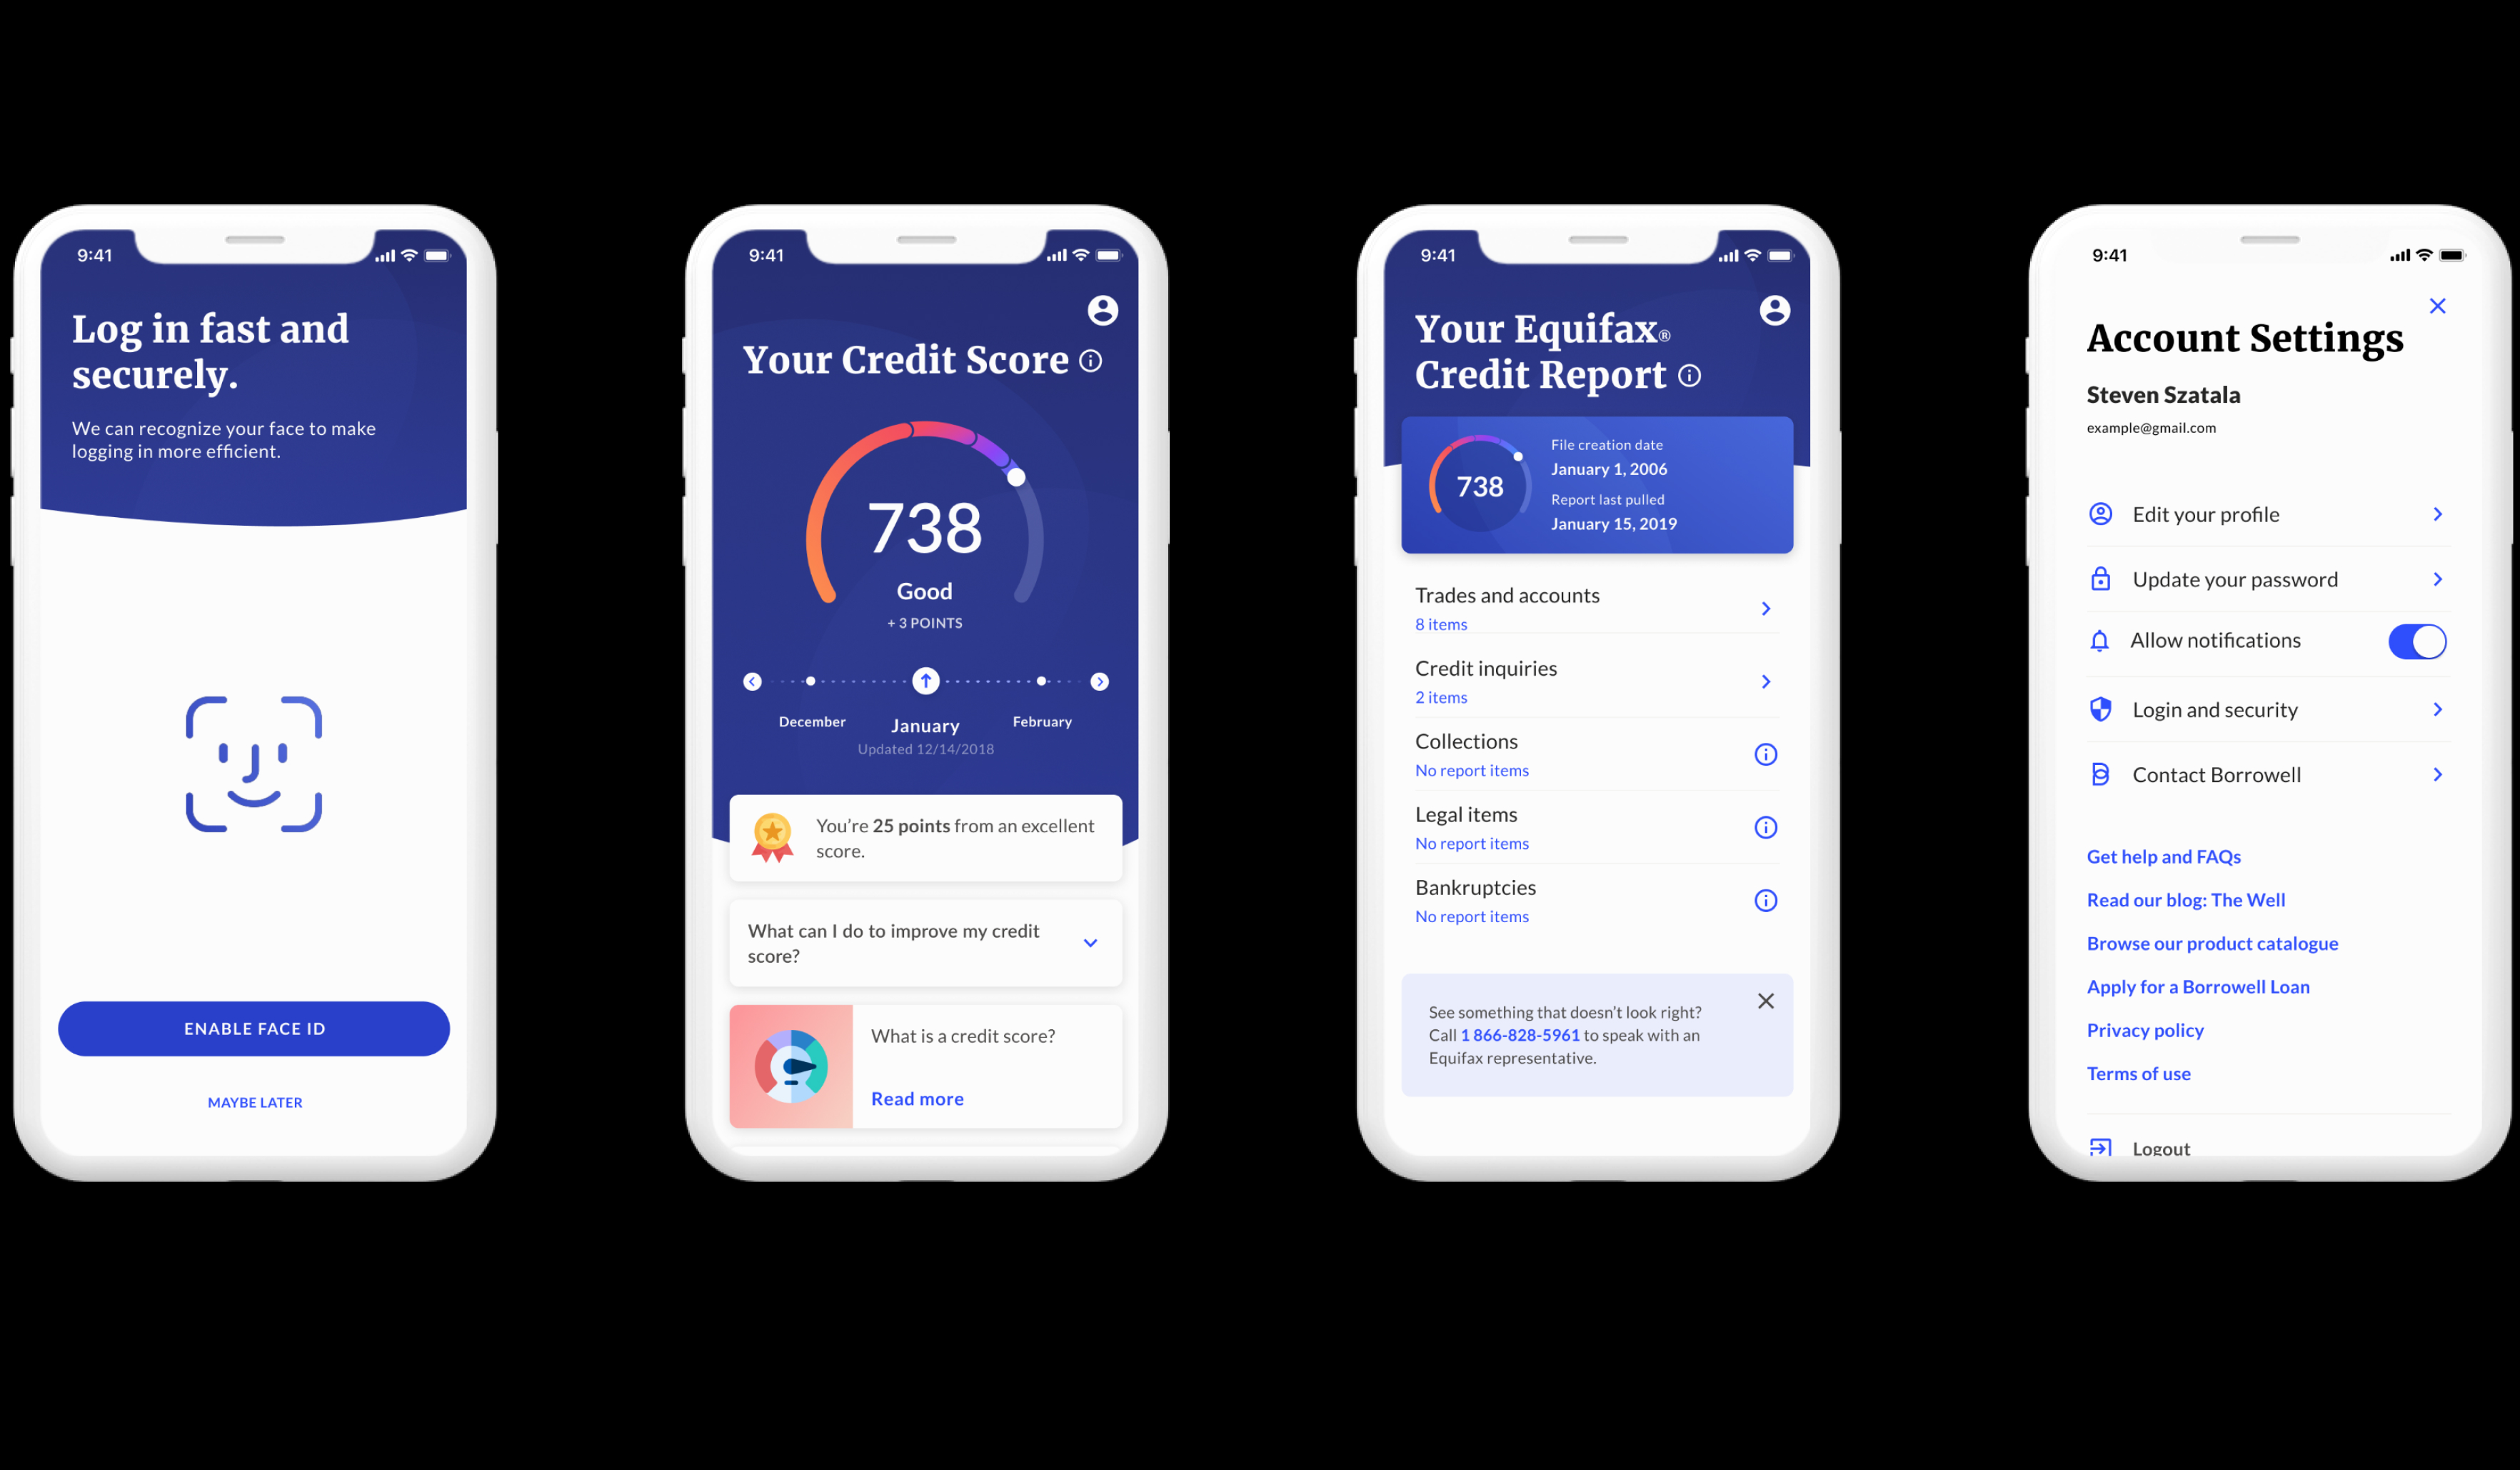 9:41
Log in fast and
securely.
We can recognize your face to make
logging in more efficient.
ENABLE FACE ID
MAYBE LATER
9:41
Your Credit Score
738
Good
+ 3 POINTS
December
January
February
Updated 12/14/2018
You’re 25 points from an excellent
score.
What can I do to improve my credit
score?
What is a credit score?
Read more
9:41
Your Equifax®
Credit Report
738
File creation date
January 1, 2006
Report last pulled
January 15, 2019
Trades and accounts
8 items
Credit inquiries
2 items
Collections
No report items
Legal items
No report items
Bankruptcies
No report items
See something that doesn’t look right?
Call 1 866-828-5961 to speak with an
Equifax representative.
9:41
Account Settings
Steven Szatala
example@gmail.com
Edit your profile
Update your password
Allow notifications
Login and security
Contact Borrowell
Get help and FAQs
Read our blog: The Well
Browse our product catalogue
Apply for a Borrowell Loan
Privacy policy
Terms of use
Logout